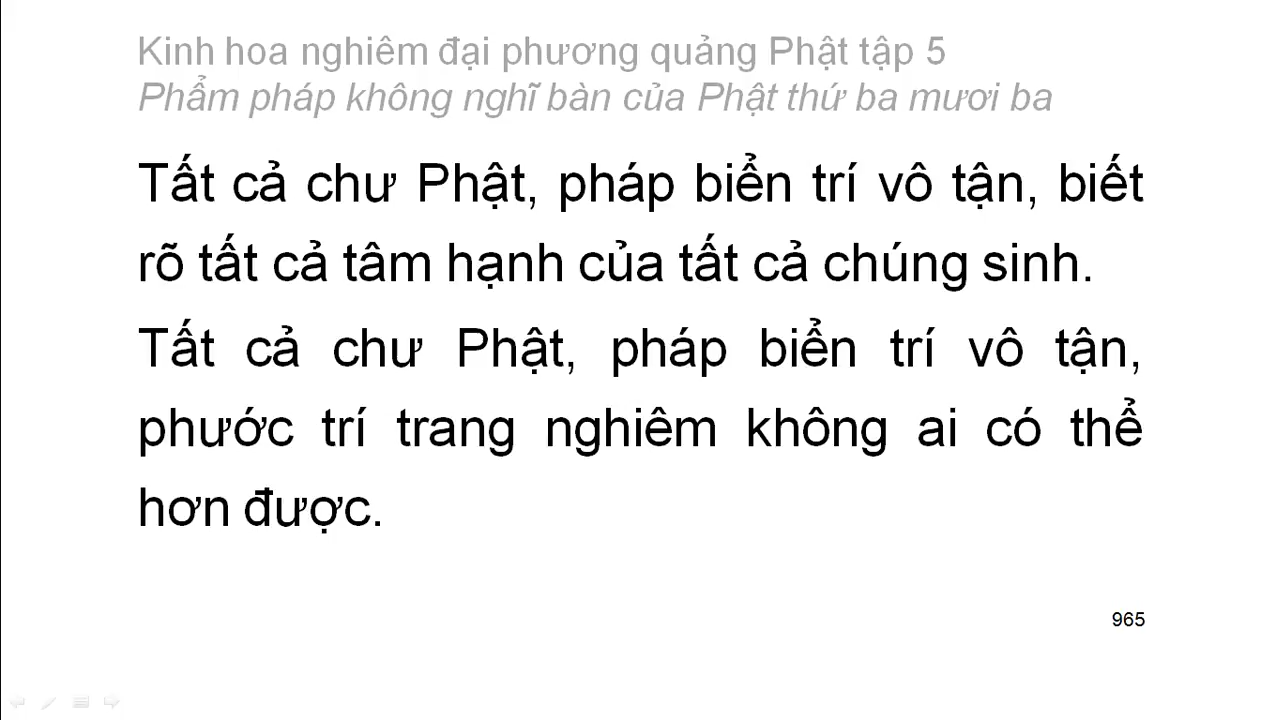 Kinh hoa nghiêm đại phương quảng Phật tập 5
Phẩm pháp không nghĩ bàn của Phật thứ ba mươi ba
Tất cả chư Phật, pháp biển trí vô tận, biết
rõ tất cả tâm hạnh của tất cả chúng sinh.
Tất cả chư Phật, pháp biển trí vô tận,
phước trí trang nghiêm không ai có thể
hơn được.
965